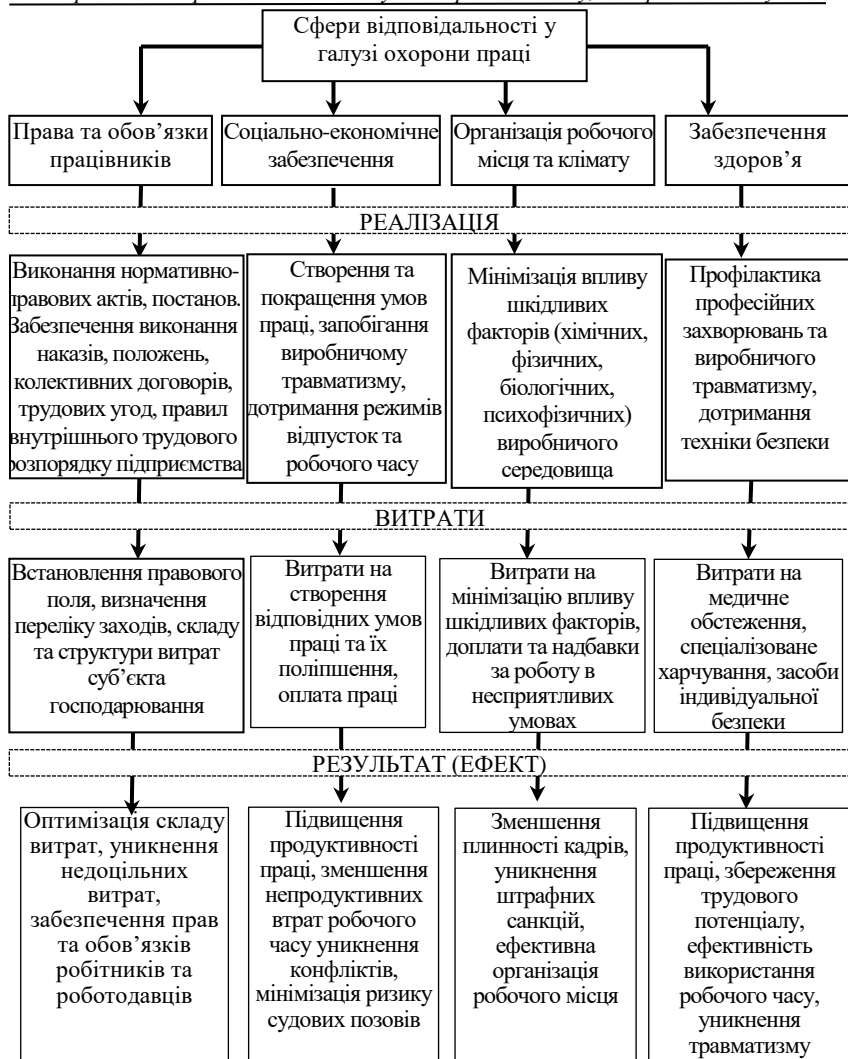 Сфери відповідальності у
галузі охорони праці
Права та обов’язки
працівників
Соціально-економічне
забезпечення
Організація робочого
місця та клімату
Забезпечення
здоров’я
РЕАЛІЗАЦІЯ
Виконання нормативно-
правових актів, постанов.
Забезпечення виконання
наказів, положень,
колективних договорів,
трудових угод, правил
внутрішнього трудового
розпорядку підприємства
Створення та
покращення умов
праці, запобігання
виробничому
травматизму,
дотримання режимів
відпусток та
робочого часу
Мінімізація впливу
шкідливих
факторів (хімічних,
фізичних,
біологічних,
психофізичних)
виробничого
середовища
Профілактика
професійних
захворювань та
виробничого
травматизму,
дотримання
техніки безпеки
ВИТРАТИ
Встановлення правового
поля, визначення
переліку заходів, складу
та структури витрат
суб’єкта
господарювання
Витрати на
створення
відповідних умов
праці та їх
поліпшення,
оплата праці
Витрати на
мінімізацію впливу
шкідливих факторів,
доплати та надбавки
за роботу в
несприятливих
умовах
Витрати на
медичне
обстеження,
спеціалізоване
харчування, засоби
індивідуальної
безпеки
РЕЗУЛЬТАТ (ЕФЕКТ)
Оптимізація складу
витрат, уникнення
недоцільних
витрат,
забезпечення прав
та обов’язків
робітників та
роботодавців
Підвищення
продуктивності
праці, зменшення
непродуктивних
втрат робочого
часу уникнення
конфліктів,
мінімізація ризику
судових позовів
Зменшення
плинності кадрів,
уникнення
штрафних
санкцій,
ефективна
організація
робочого місця
Підвищення
продуктивності
праці, збереження
трудового
потенціалу,
ефективність
використання
робочого часу,
уникнення
травматизму